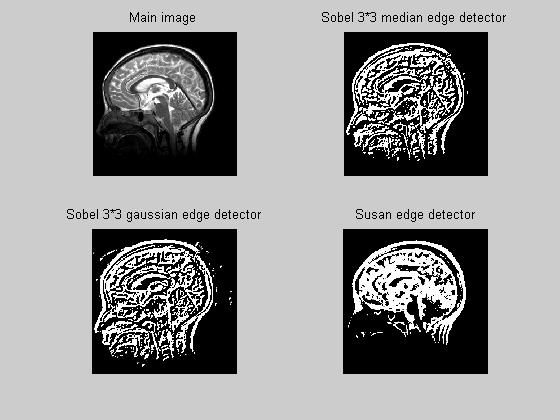 Main image
Sobel 3*3 median edge detector
Sobel 3*3 gaussian edge detector
Susan edge detector